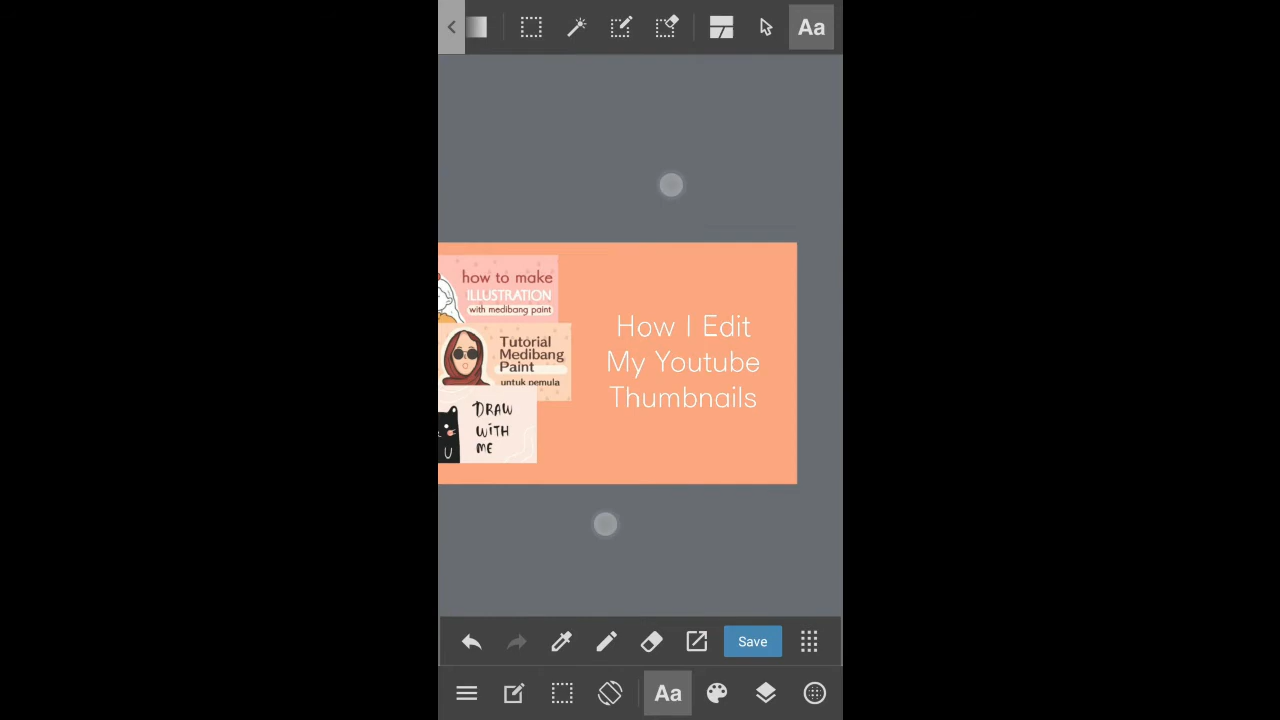 Aa
how to make
ILLUSTRATION
with medibang paint
Tutorial
Medibang
Paint
untuk pemula
DRAW
WITH
ME
How I Edit
My Youtube
Thumbnails
Save
Aa